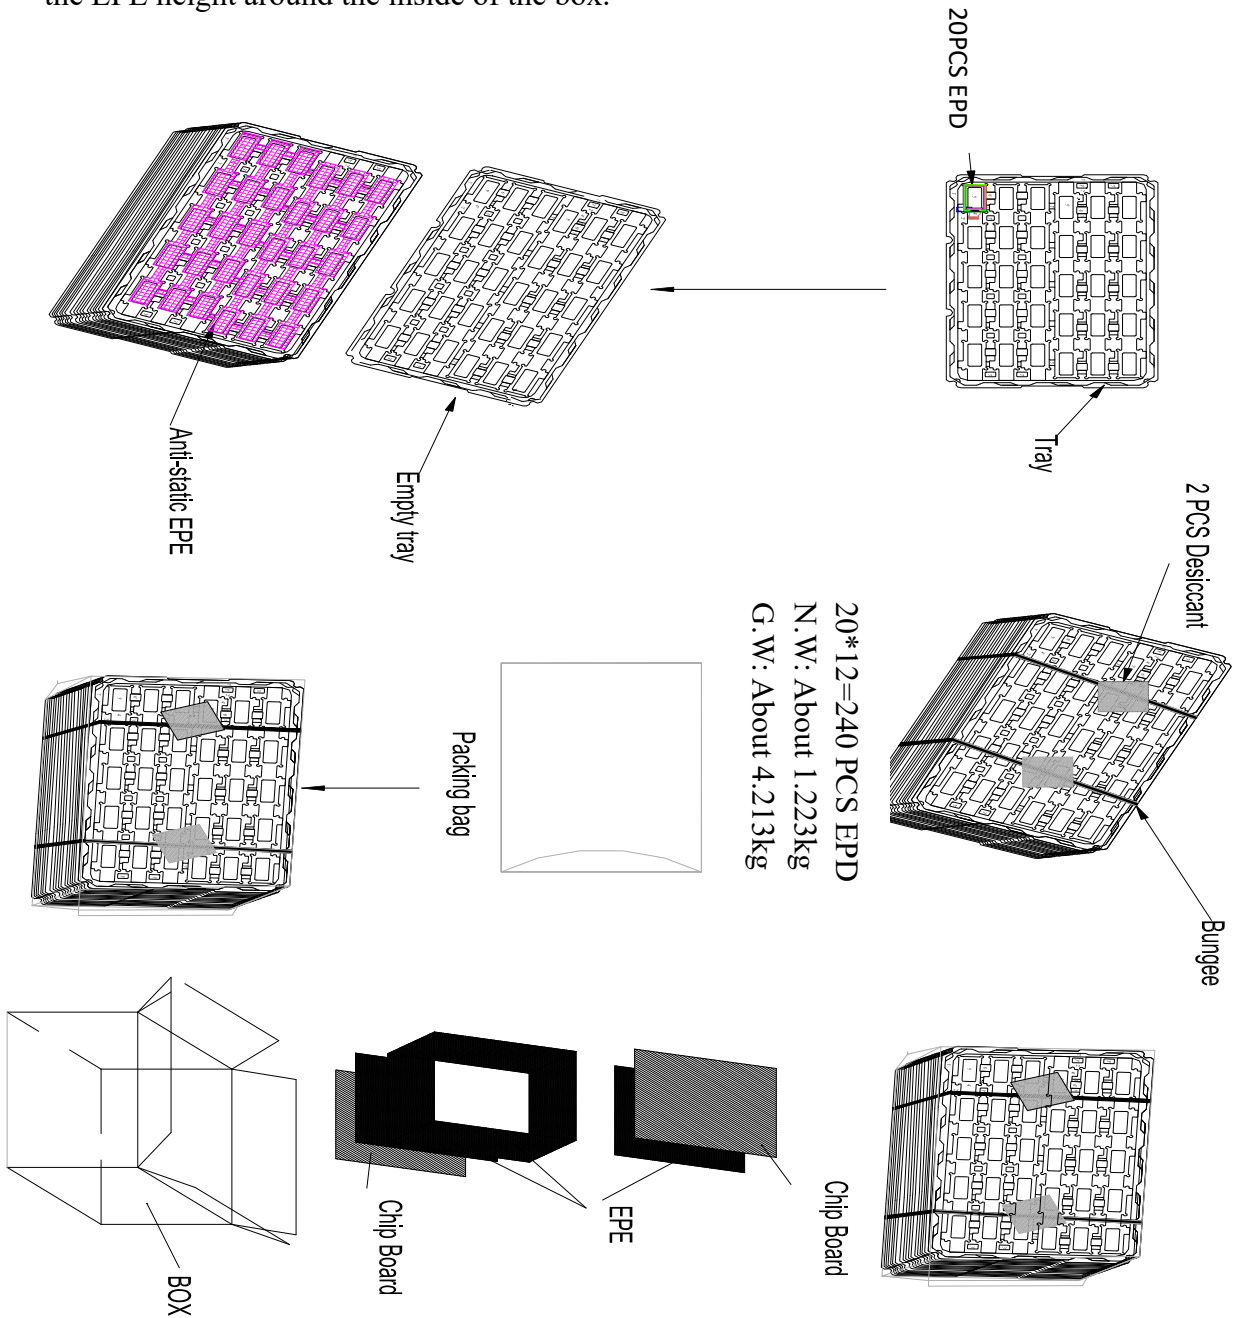 the EPE height around the inside of the box.
20PCS EPD
Tray
Empty tray
Anti-static EPE
2 PCS Desiccant
Bungee
20*12=240 PCS EPD
N.W: About 1.223kg
G.W: About 4.213kg
Packing bag
Chip Board
EPE
Chip Board
BOX